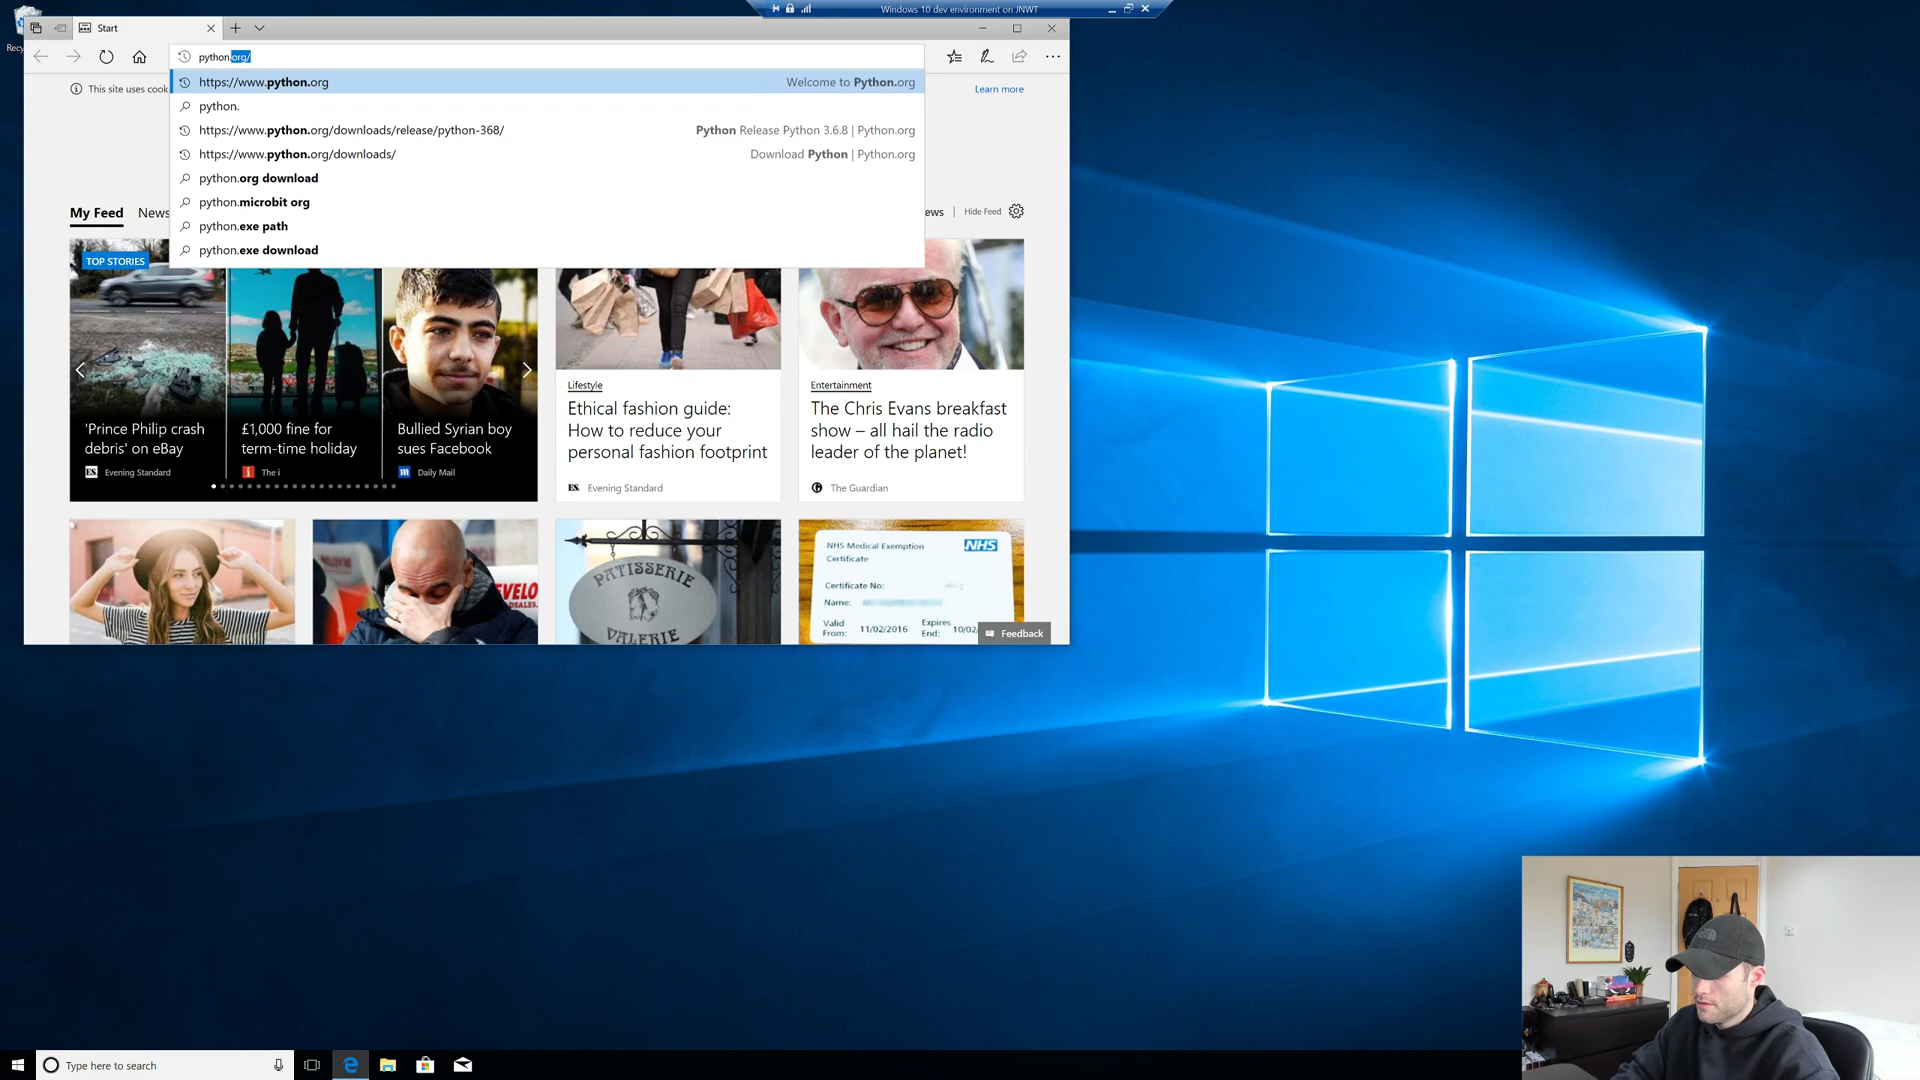 Windows 10 dev environment on JNWT
Start
python.org/
https://www.python.org
Welcome to Python.org
python.
https://www.python.org/downloads/release/python-368/
Python Release Python 3.6.8 | Python.org
https://www.python.org/downloads/
Download Python | Python.org
python.org download
python.microbit org
python.exe path
python.exe download
This site uses cook
Learn more
My Feed
News
ews
Hide Feed
TOP STORIES
'Prince Philip crash
debris' on eBay
ES
Evening Standard
£1,000 fine for
term-time holiday
i
The i
Bullied Syrian boy
sues Facebook
Daily Mail
Lifestyle
Ethical fashion guide:
How to reduce your
personal fashion footprint
ES
Evening Standard
Entertainment
The Chris Evans breakfast
show – all hail the radio
leader of the planet!
The Guardian
EVELO
DSALES.
PATISSERIE
VALERIE
NHS Medical Exemption
Certificate
NHS
Certificate No:
Name:
Valid
From:
11/02/2016
Expires
End:
10/02/
Feedback
Recy
Type here to search